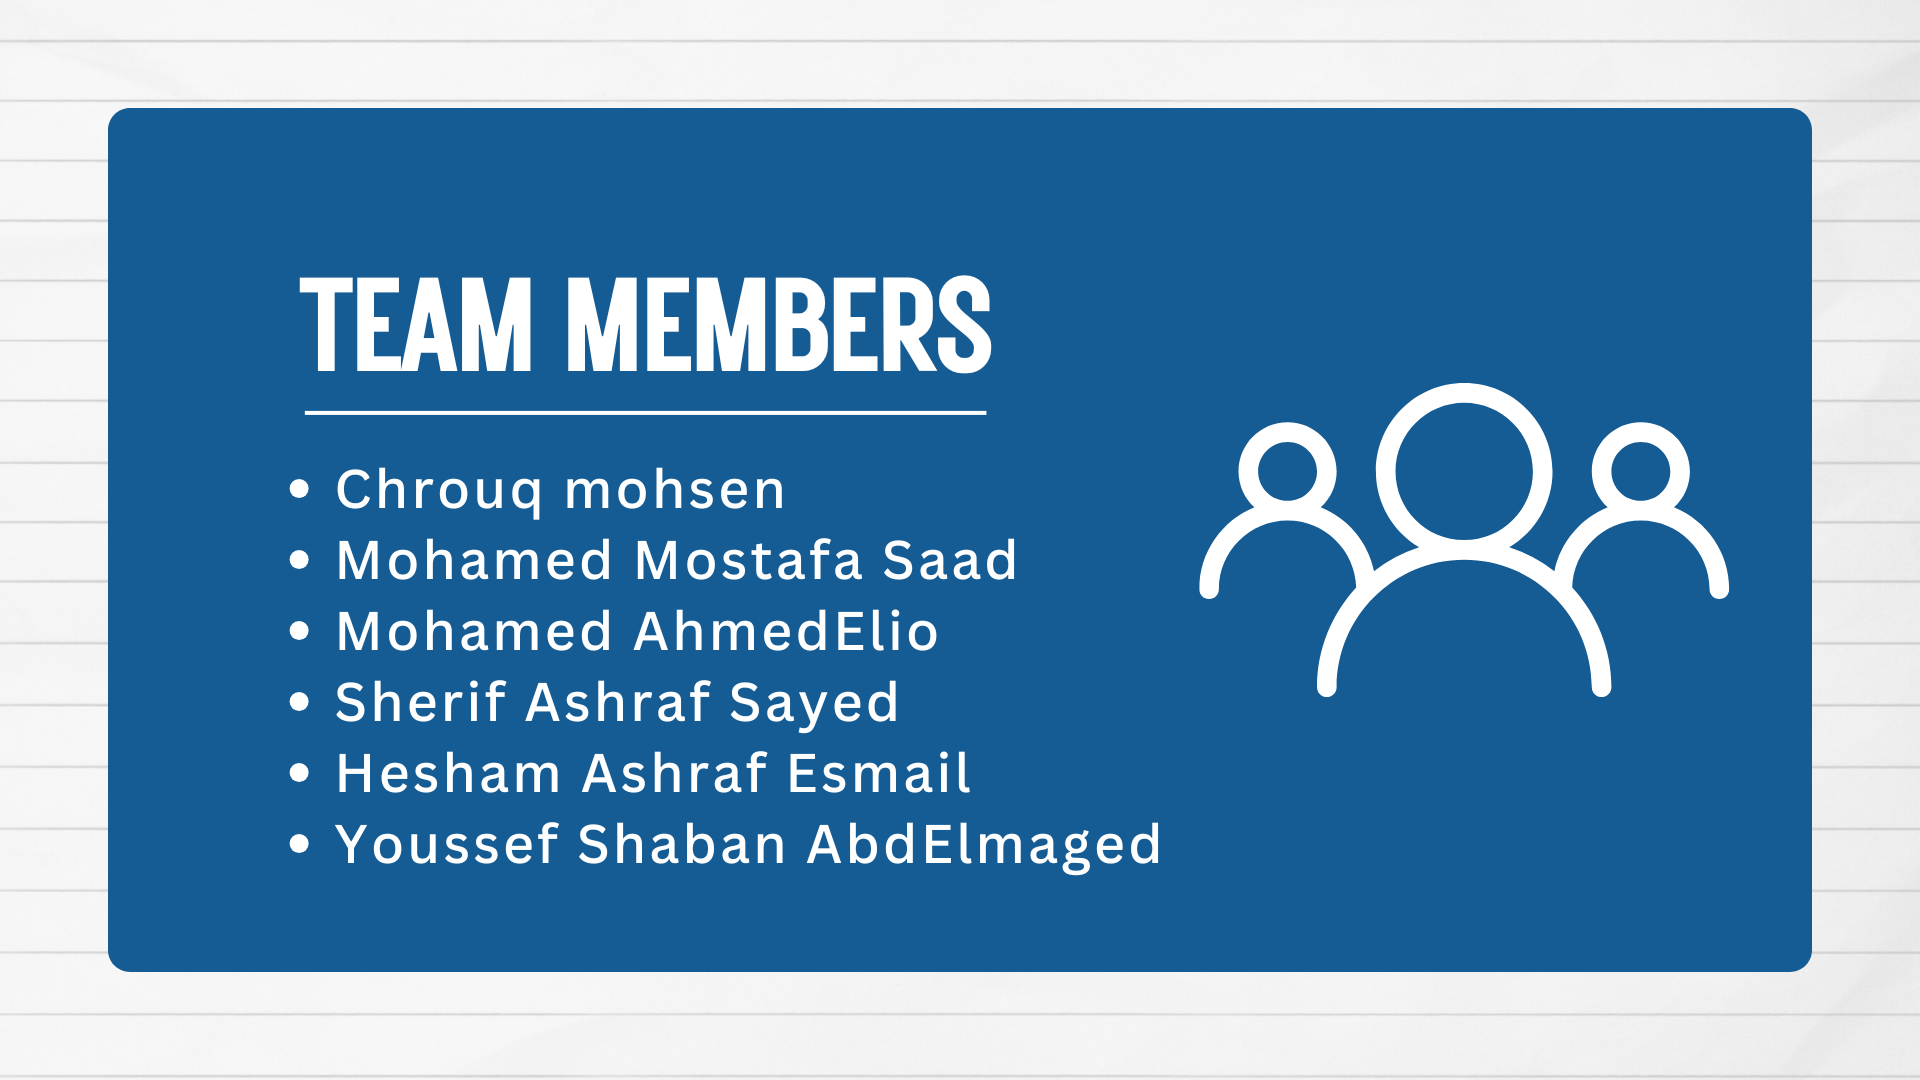 TEAM MEMBERS
• Chrouq mohsen
• Mohamed Mostafa Saad
• Mohamed AhmedElio
• Sherif Ashraf Sayed
• Hesham Ashraf Esmail
• Youssef Shaban AbdElmaged